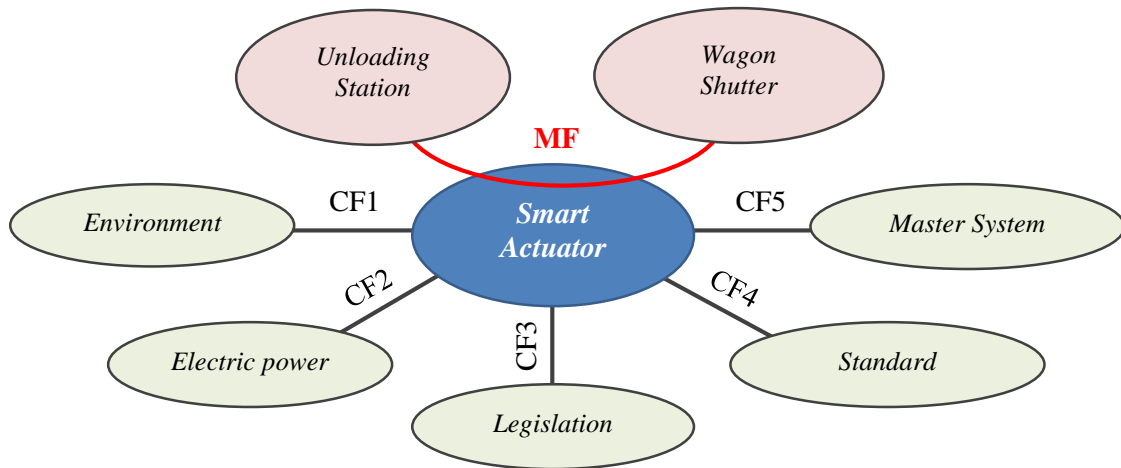 Unloading
Station
Wagon
Shutter
MF
Environment
CF1
Smart
Actuator
CF5
Master System
CF2
CF4
Electric power
CF3
Standard
Legislation